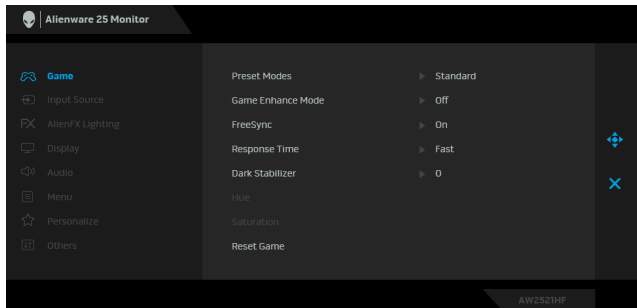 Alienware 25 Monitor
Game
Input Source
AlienFX Lighting
Display
Audio
Menu
Personalize
Others
Preset Modes Standard
Game Enhance Mode Off
FreeSync On
Response Time Fast
Dark Stabilizer 0
Hue
Saturation
Reset Game
AW2521HF